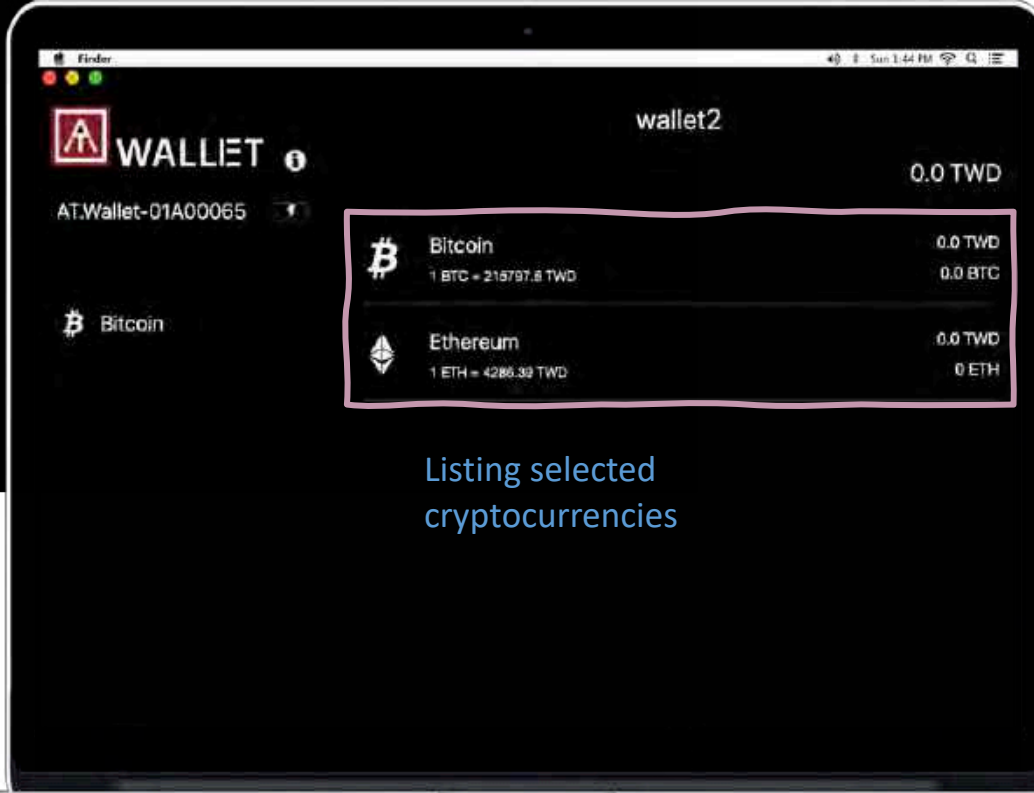 Finder
Sun 1:44 PM
AT
WALLET
wallet2
0.0 TWD
AT.Wallet-01A00065
Bitcoin
Bitcoin
0.0 TWD
1 BTC = 215797.6 TWD
0.0 BTC
Ethereum
0.0 TWD
1 ETH = 4286.39 TWD
0 ETH
Listing selected
cryptocurrencies